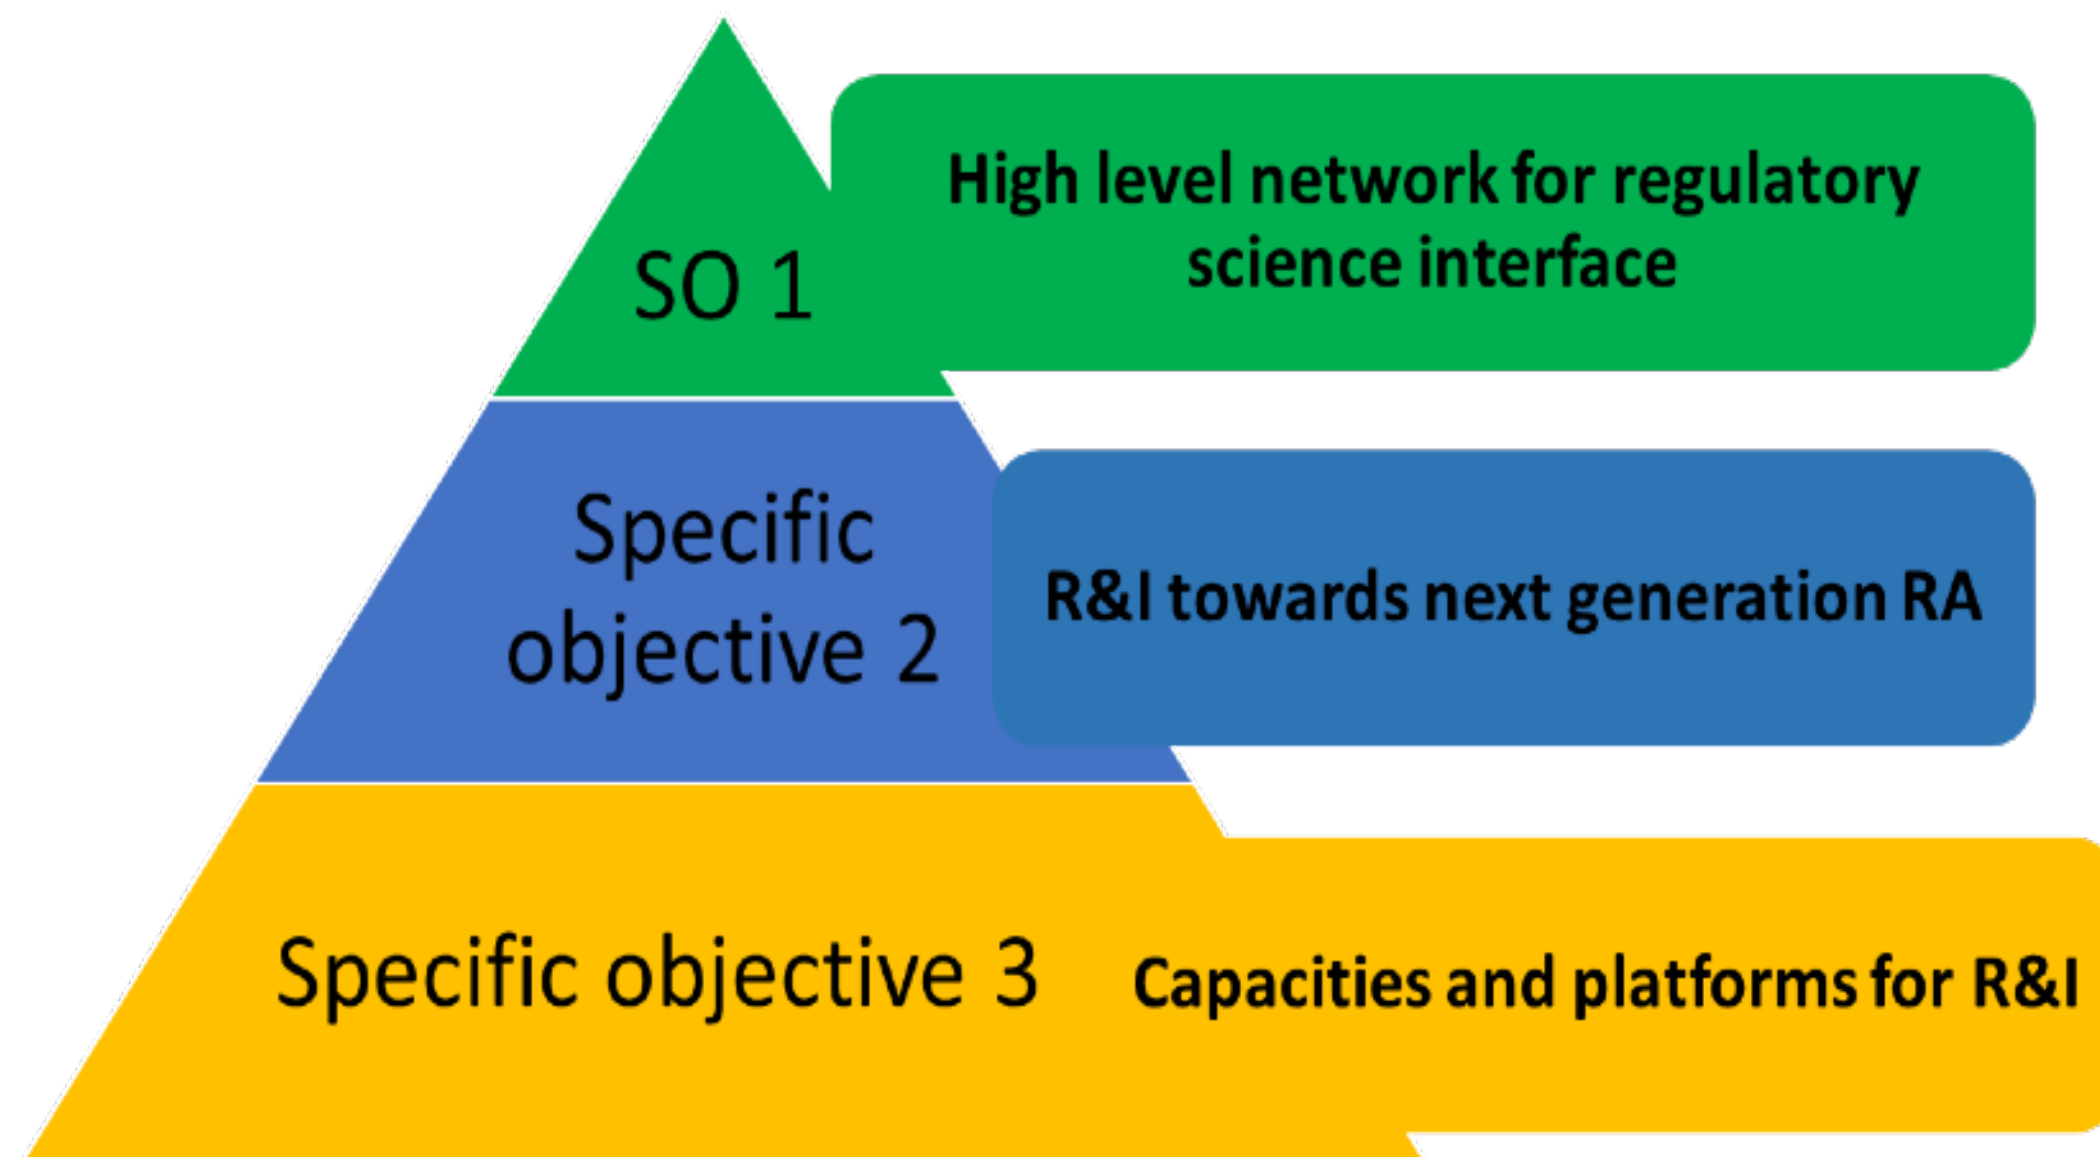 SO 1
High level network for regulatory
science interface
Specific
objective 2
R&I towards next generation RA
Specific objective 3
Capacities and platforms for R&I